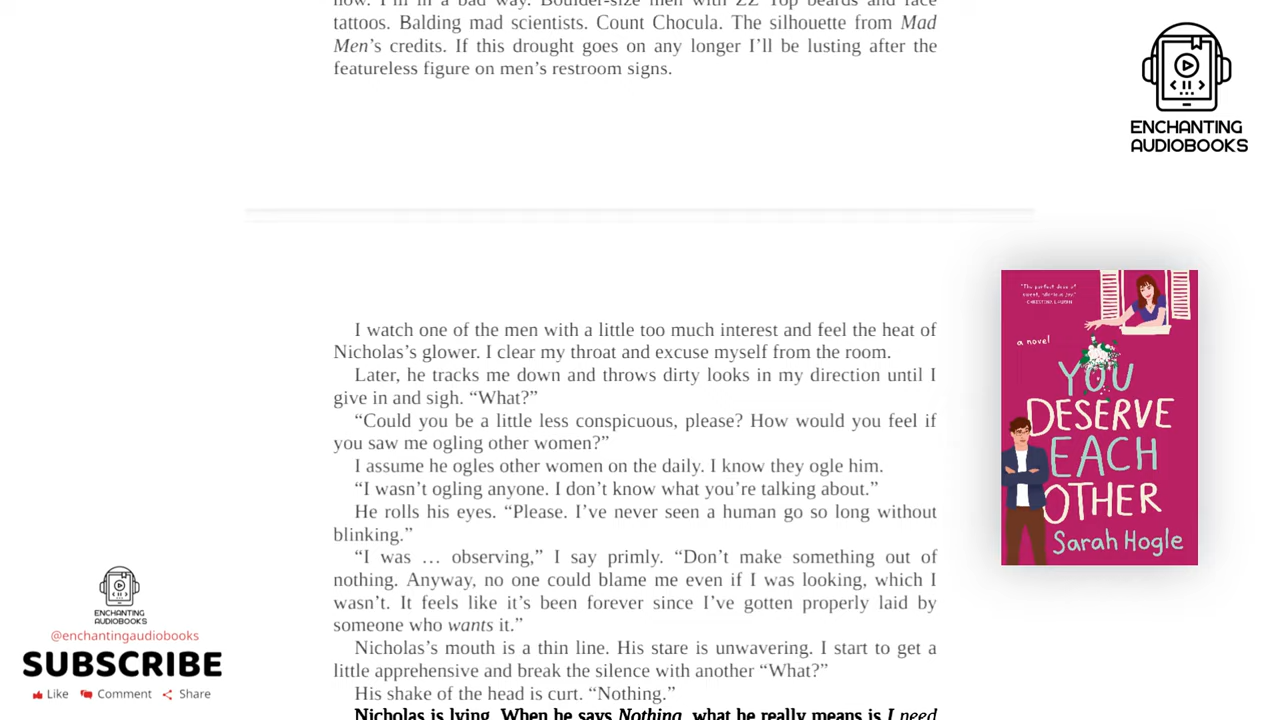 now. I'm in a bad way. Boulder-size men with ZZ Top beards and face
tattoos. Balding mad scientists. Count Chocula. The silhouette from Mad
Men’s credits. If this drought goes on any longer I’ll be lusting after the
featureless figure on men’s restroom signs.
ENCHANTING
AUDIOBOOKS
I watch one of the men with a little too much interest and feel the heat of
Nicholas’s glower. I clear my throat and excuse myself from the room.
Later, he tracks me down and throws dirty looks in my direction until I
give in and sigh. “What?”
“Could you be a little less conspicuous, please? How would you feel if
you saw me ogling other women?”
I assume he ogles other women on the daily. I know they ogle him.
“I wasn’t ogling anyone. I don’t know what you’re talking about.”
He rolls his eyes. “Please. I’ve never seen a human go so long without
blinking.”
“I was … observing,” I say primly. “Don’t make something out of
nothing. Anyway, no one could blame me even if I was looking, which I
wasn’t. It feels like it’s been forever since I’ve gotten properly laid by
someone who wants it.”
Nicholas’s mouth is a thin line. His stare is unwavering. I start to get a
little apprehensive and break the silence with another “What?”
His shake of the head is curt. “Nothing.”
Nicholas is lying. When he says Nothing, what he really means is I need
a novel
YOU
DESERVE
EACH
OTHER
Sarah Hogle
ENCHANTING
AUDIOBOOKS
@enchantingaudiobooks
SUBSCRIBE
Like Comment Share